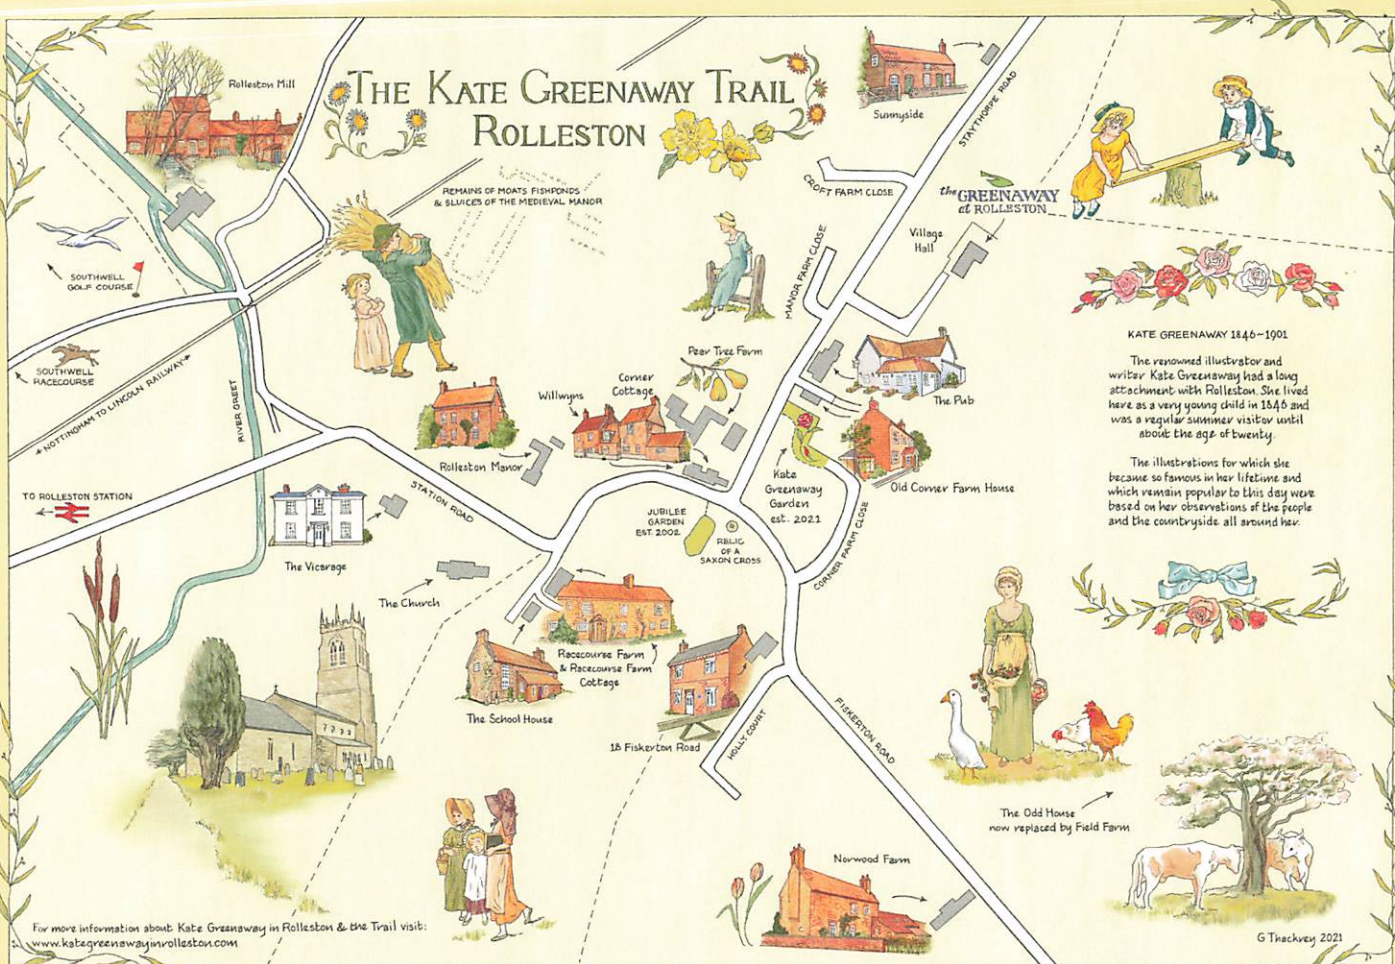 THE KATE GREENAWAY TRAIL
ROLLESTON
Rolleston Mill
REMAINS OF MOATS FISHPONDS
& SLUICES OF THE MEDIEVAL MANOR
Sunnyside
STAYTHORPE ROAD
CROFT FARM CLOSE
the GREENAWAY
at ROLLESTON
Village
Hall
MANOR FARM CLOSE
SOUTHWELL
GOLF COURSE
SOUTHWELL
RACECOURSE
NOTTINGHAM TO LINCOLN RAILWAY
RIVER GREET
TO ROLLESTON STATION
Pear Tree Farm
Corner
Cottage
Willwyns
Rolleston Manor
The Pub
Old Corner Farm House
Kate
Greenaway
Garden
est. 2021
STATION ROAD
JUBILEE
GARDEN
EST. 2002
RELIC
OF A
SAXON CROSS
CORNER FARM CLOSE
The Vicarage
The Church
Racecourse Farm
& Racecourse Farm
Cottage
The School House
18 Fiskerton Road
HOLLY COURT
FISKERTON ROAD
KATE GREENAWAY 1846~1901
The renowned illustrator and
writer Kate Greenaway had a long
attachment with Rolleston. She lived
here as a very young child in 1846 and
was a regular summer visitor until
about the age of twenty.
The illustrations for which she
became so famous in her lifetime and
which remain popular to this day were
based on her observations of the people
and the countryside all around her.
The Odd House
now replaced by Field Farm
Norwood Farm
For more information about Kate Greenaway in Rolleston & the Trail visit:
www.kategreenawayinrolleston.com
G Thackrey 2021